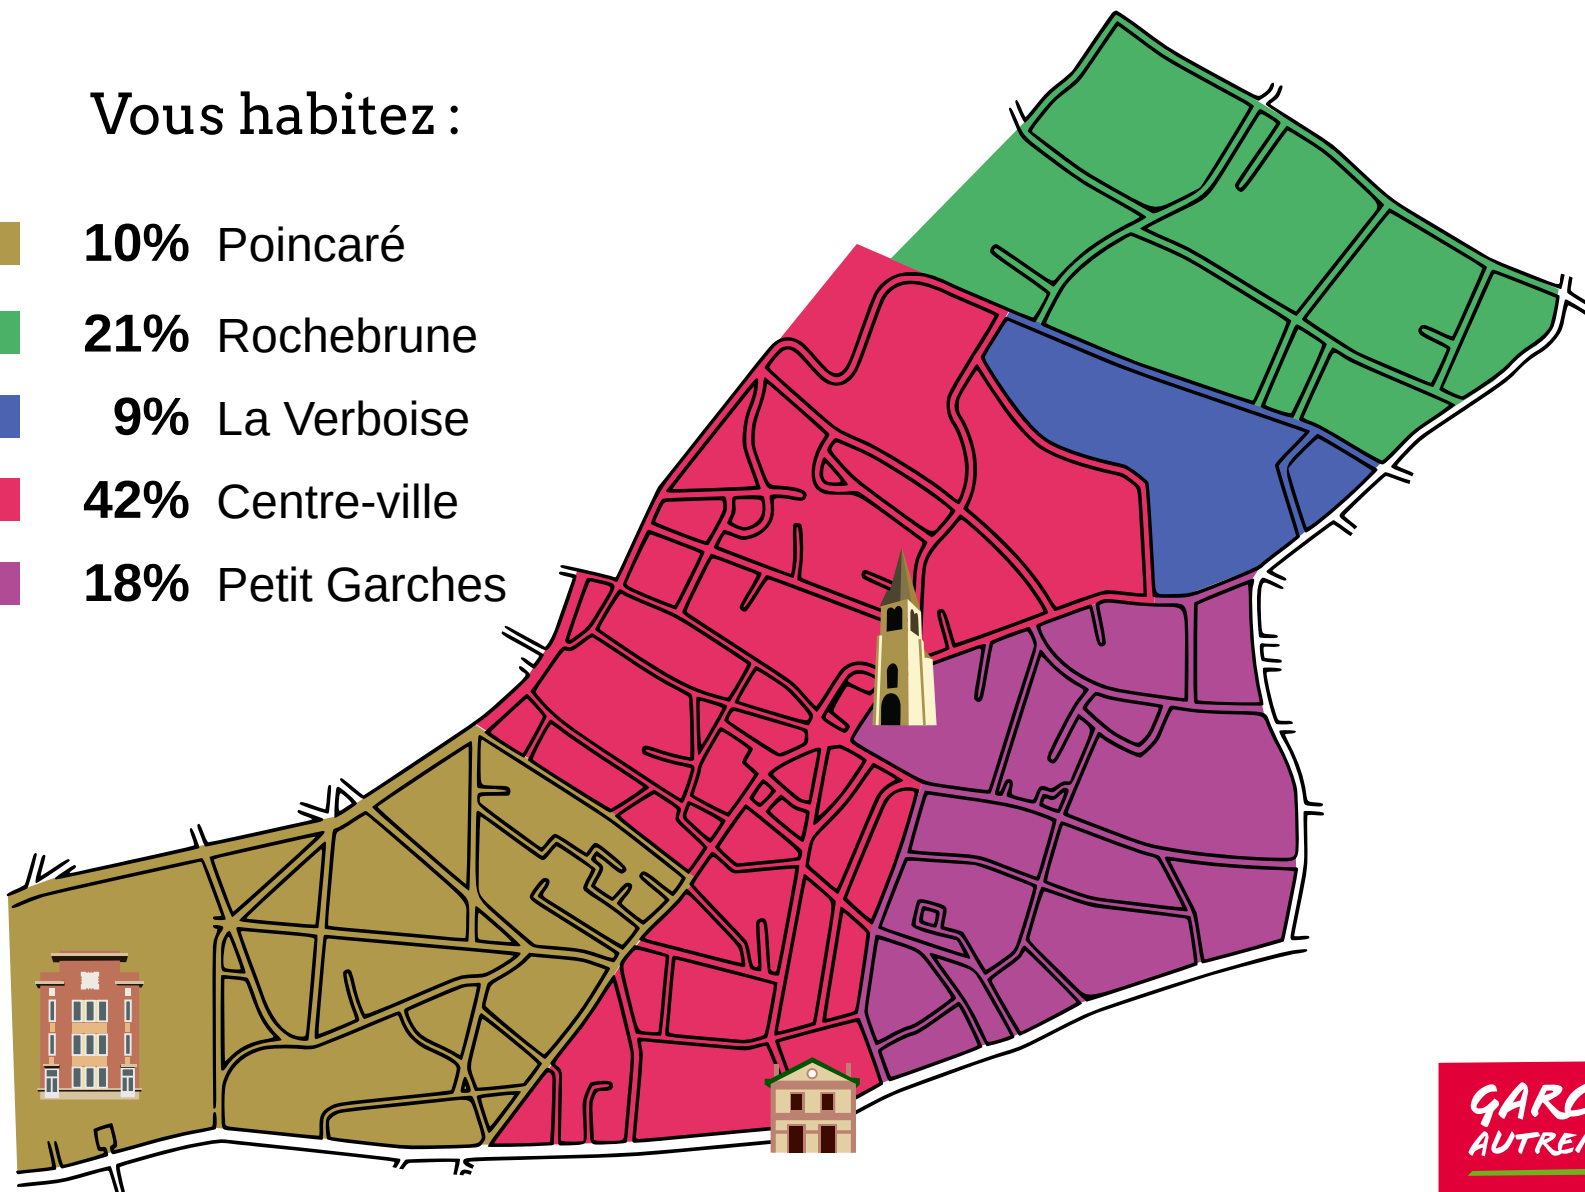 Vous habitez :
10% Poincaré
21% Rochebrune
9% La Verboise
42% Centre-ville
18% Petit Garches